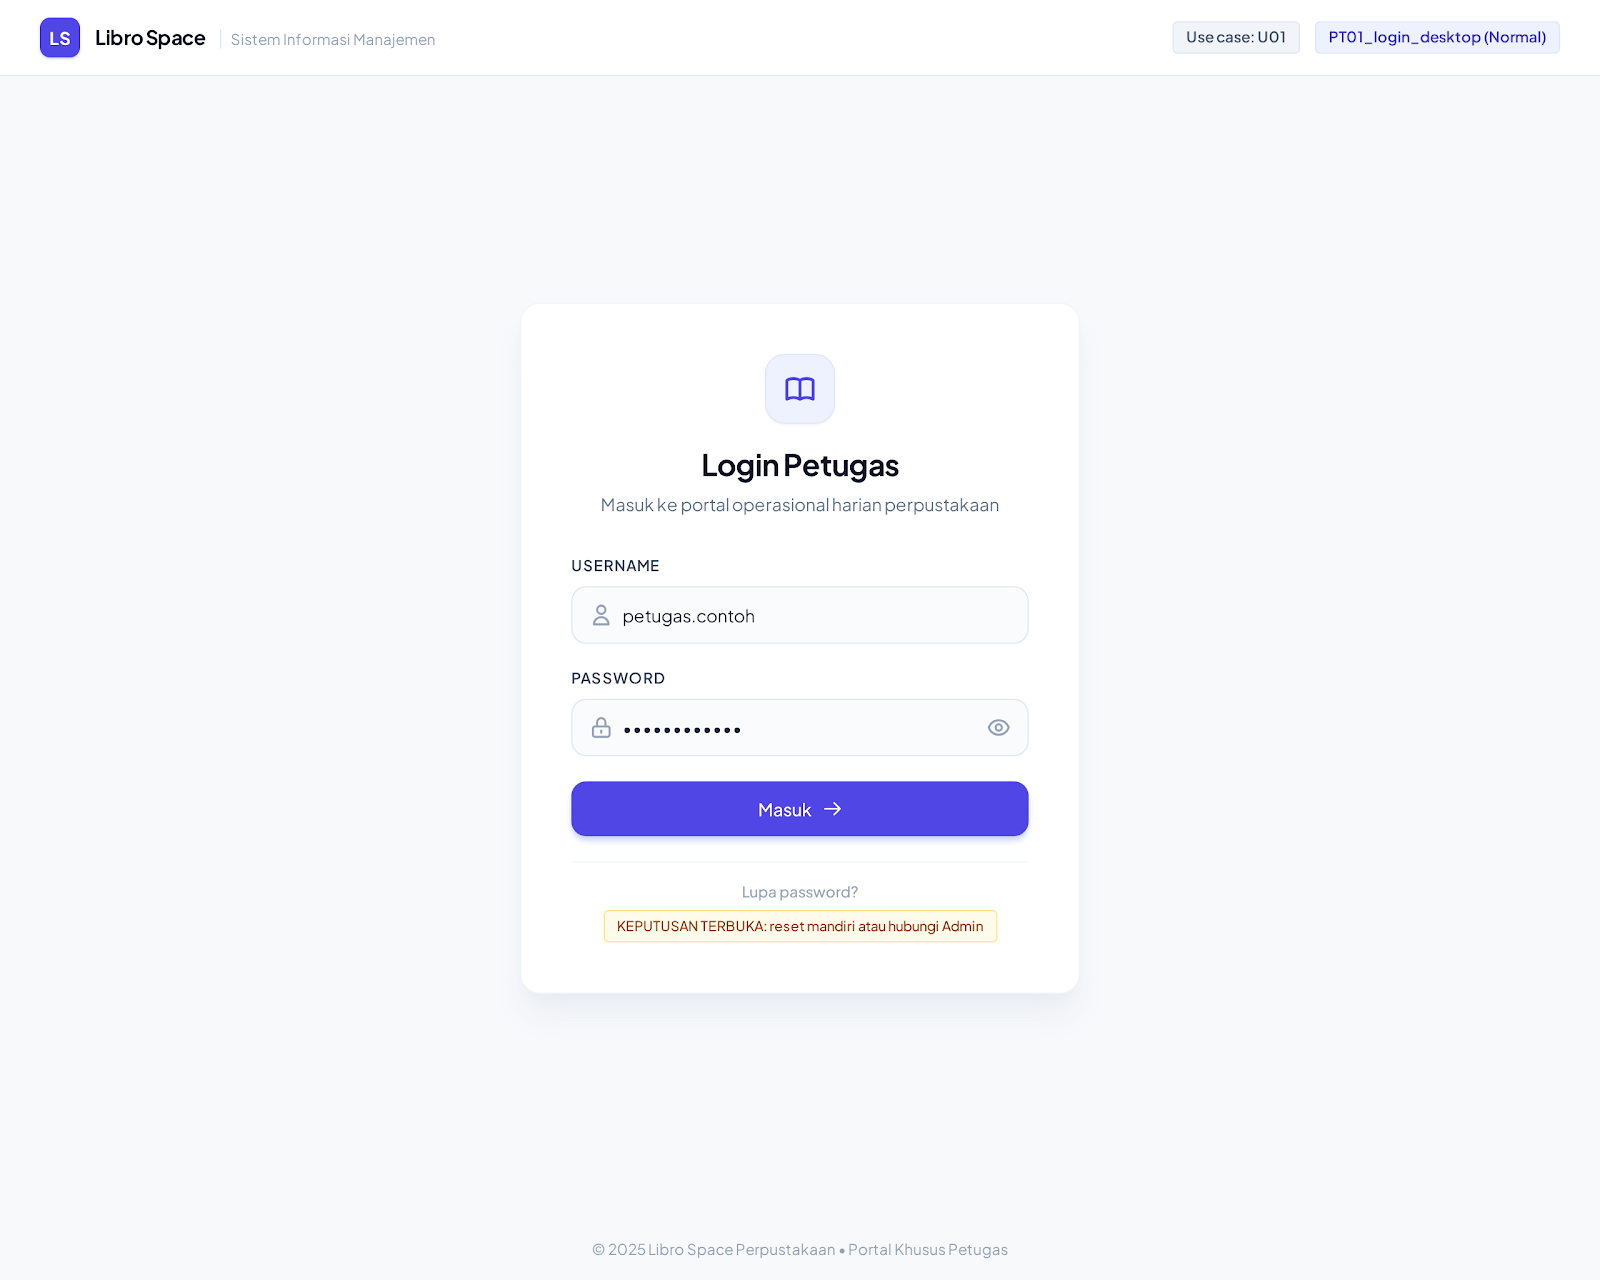 LS
Libro Space
Sistem Informasi Manajemen
Use case: U01
PT01_login_desktop (Normal)
Login Petugas
Masuk ke portal operasional harian perpustakaan
USERNAME
petugas.contoh
PASSWORD
••••••••••••
Masuk →
Lupa password?
KEPUTUSAN TERBUKA: reset mandiri atau hubungi Admin
© 2025 Libro Space Perpustakaan • Portal Khusus Petugas